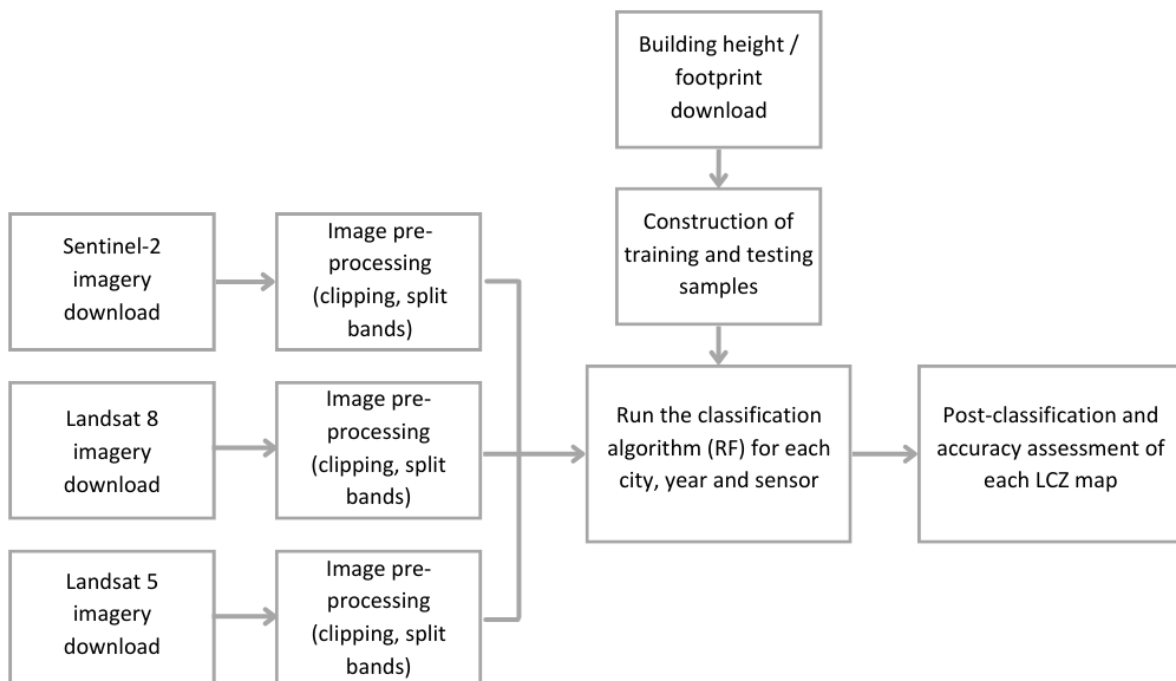 Building height /
footprint
download
Construction of
training and testing
samples
Sentinel-2
imagery
download
Image pre-
processing
(clipping, split
bands)
Landsat 8
imagery
download
Image pre-
processing
(clipping, split
bands)
Run the classification
algorithm (RF) for each
city, year and sensor
Post-classification and
accuracy assessment of
each LCZ map
Landsat 5
imagery
download
Image pre-
processing
(clipping, split
bands)